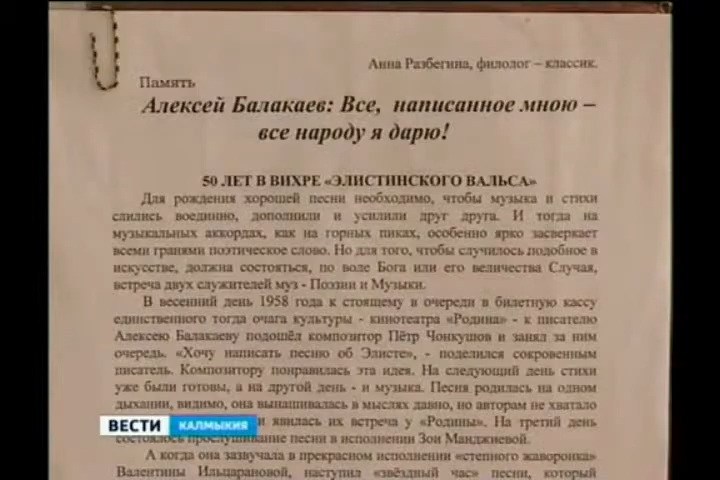 Анна Разбегина, филолог – классик.
Память
Алексей Балакаев: Все, написанное мною –
все народу я дарю!
50 ЛЕТ В ВИХРЕ «ЭЛИСТИНСКОГО ВАЛЬСА»
Для рождения хорошей песни необходимо, чтобы музыка и стихи
слились воединно, дополнили и усилили друг друга. И тогда на
музыкальных аккордах, как на горных пиках, особенно ярко засверкает
всеми гранями поэтическое слово. Но для того, чтобы случилось подобное в
искусстве, должна состояться, по воле Бога или его величества Случая,
встреча двух служителей муз - Поэзии и Музыки.
В весенний день 1958 года к стоящему в очереди в билетную кассу
единственного тогда очага культуры - кинотеатра «Родина» - к писателю
Алексею Балакаеву подошёл композитор Пётр Чонкушов и занял за ним
очередь. «Хочу написать песню об Элисте», - поделился сокровенным
писатель. Композитору понравилась эта идея. На следующий день стихи
уже были готовы, а на другой день - и музыка. Песня родилась на одном
дыхании, видимо, она вынашивалась в мыслях давно, но авторам не хватало
и явилась их встреча у «Родины». На третий день
состоялось прослушивание песни в исполнении Зои Манджиевой.
А когда она зазвучала в прекрасном исполнении «степного жаворонка»
Валентины Ильцарановой, наступил «звёздный час» песни, который
ВЕСТИ КАЛМЫКИЯ